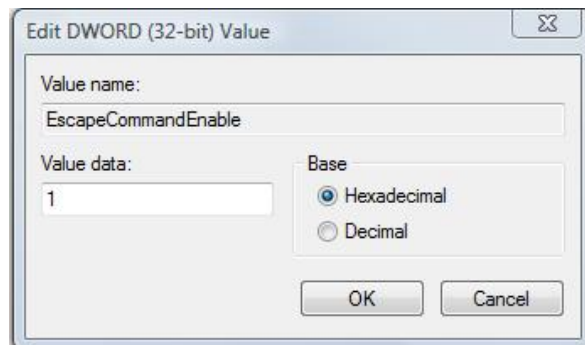 Edit DWORD (32-bit) Value
Value name:
EscapeCommandEnable
Value data:
1
Base
Hexadecimal
Decimal
OK
Cancel